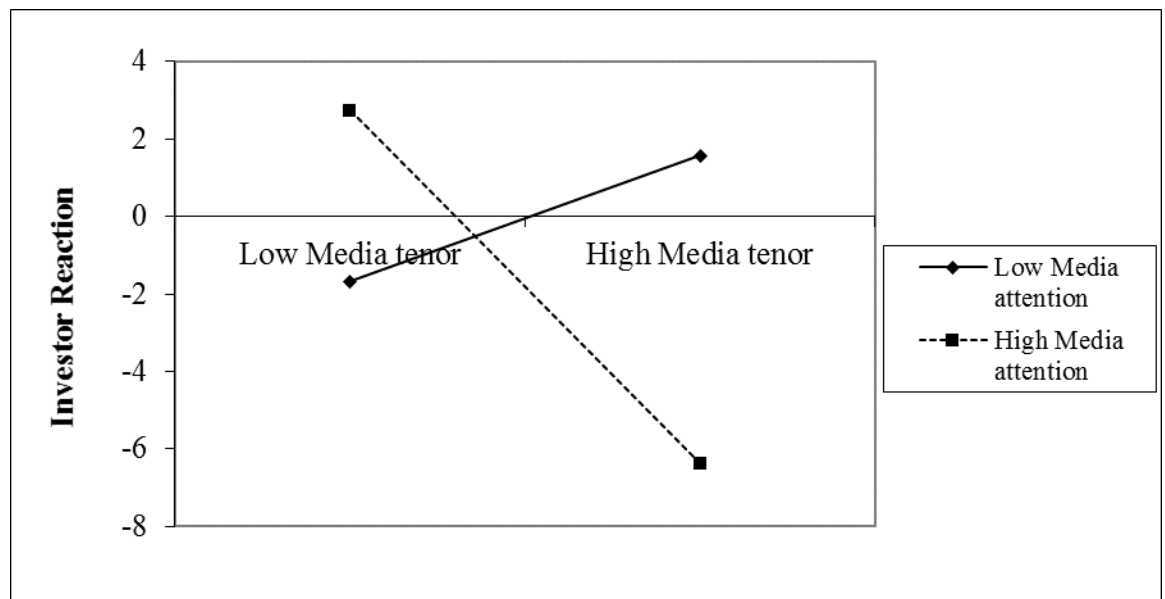 4
2
0
-2
-4
-6
-8
Investor Reaction
Low Media tenor
High Media tenor
Low Media
attention
High Media
attention